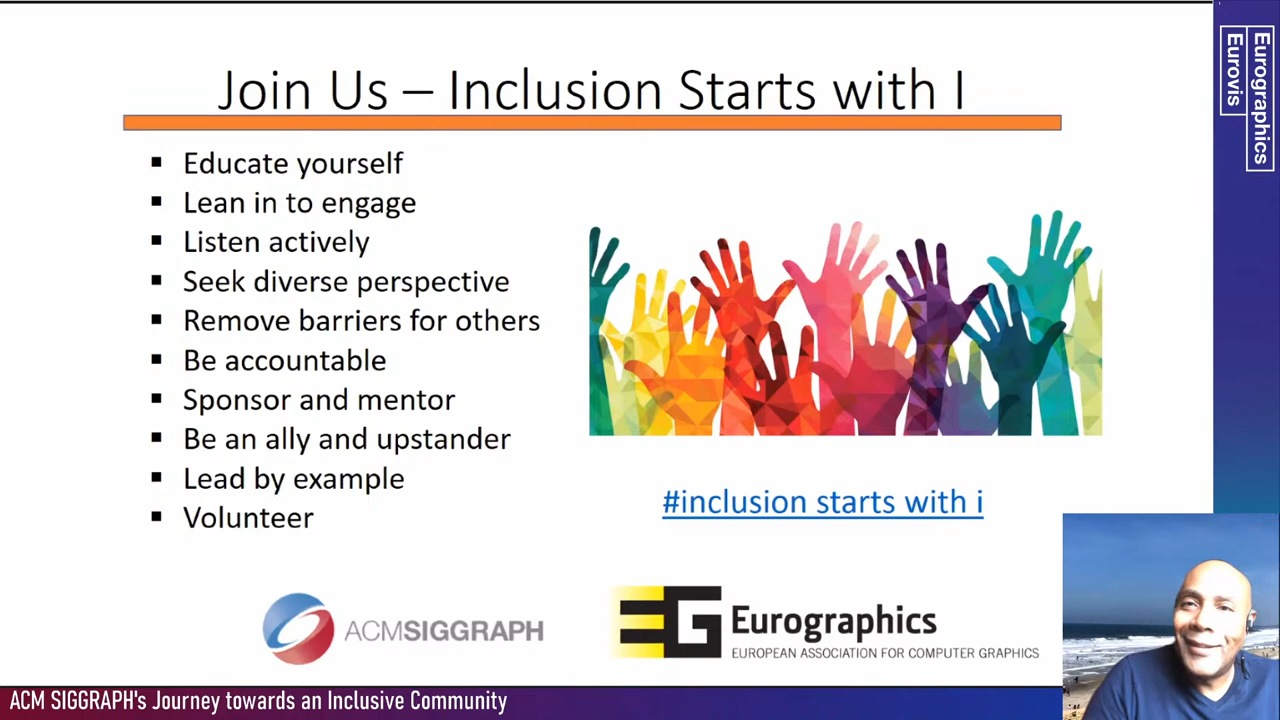 Join Us – Inclusion Starts with I
▪ Educate yourself
▪ Lean in to engage
▪ Listen actively
▪ Seek diverse perspective
▪ Remove barriers for others
▪ Be accountable
▪ Sponsor and mentor
▪ Be an ally and upstander
▪ Lead by example
▪ Volunteer
#inclusion starts with i
ACMSIGGRAPH
EG Eurographics
EUROPEAN ASSOCIATION FOR COMPUTER GRAPHICS
Eurographics
Eurovis
ACM SIGGRAPH's Journey towards an Inclusive Community